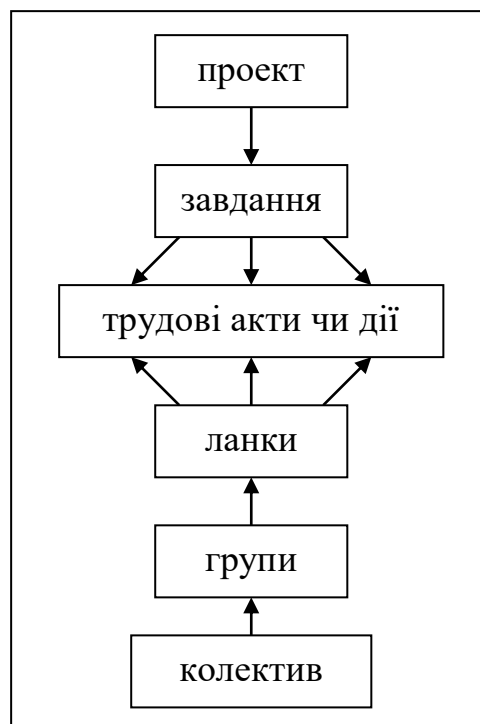 проект
завдання
трудові акти чи дії
ланки
групи
колектив